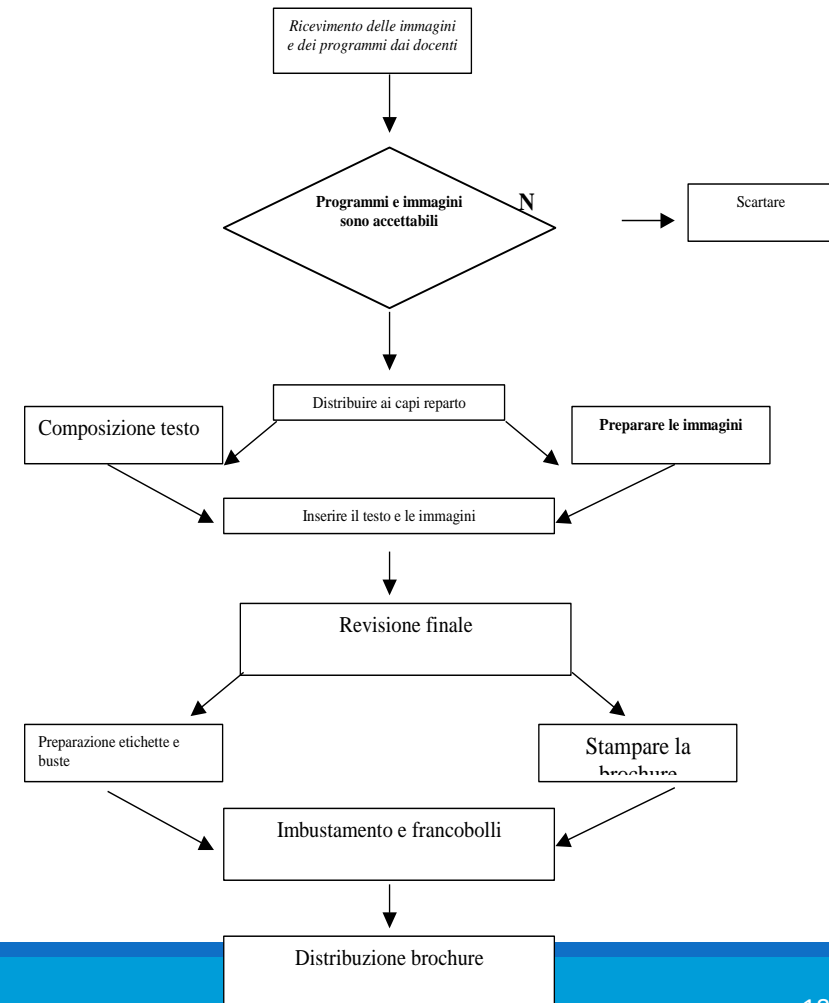 Ricevimento delle immagini
e dei programmi dai docenti
Programmi e immagini
sono accettabili
N
Scartare
Distribuire ai capi reparto
Composizione testo
Preparare le immagini
Inserire il testo e le immagini
Revisione finale
Preparazione etichette e
buste
Stampare la
brochure
Imbustamento e francobolli
Distribuzione brochure